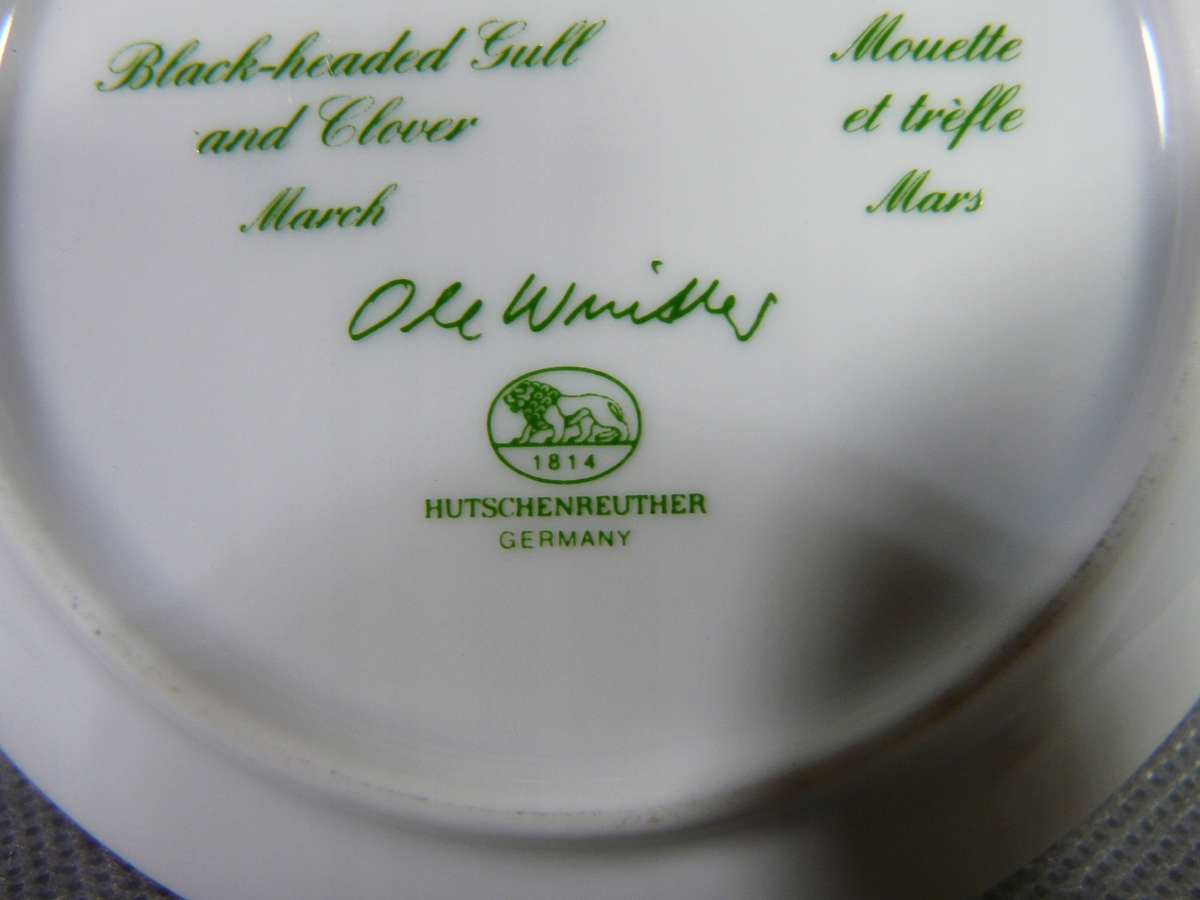 Black-headed Gull
and Clover
March
Mouette
et trèfle
Mars
Ole Winther
1814
HUTSCHENREUTHER
GERMANY